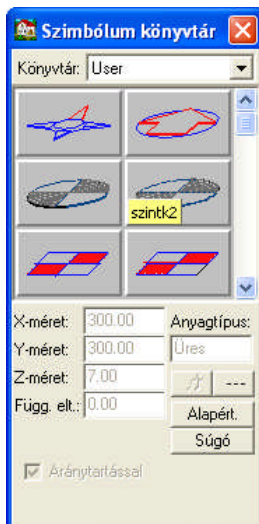 Szimbólum könyvtár
Könyvtár: User
szintk2
X-méret: 300.00 Anyagtípus:
Y-méret: 300.00 Üres
Z-méret: 7.00 ---
Függ. elt.: 0.00 Alapért.
Súgó
Aránytartással